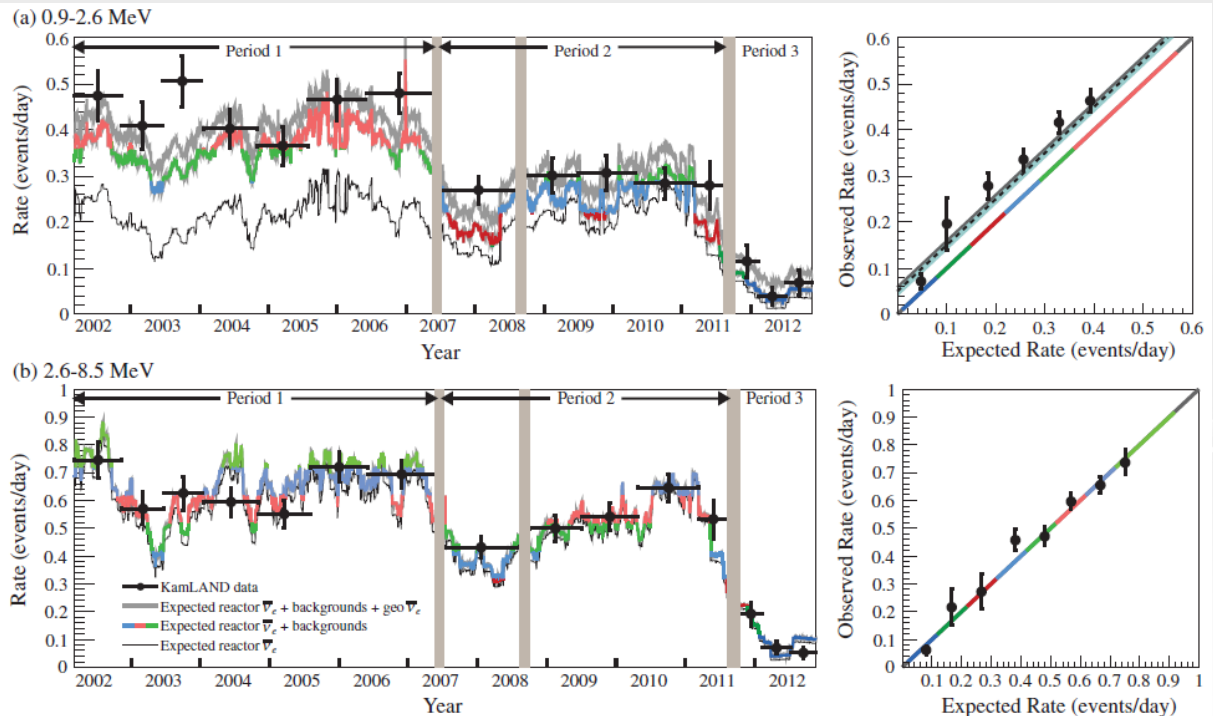 (a) 0.9-2.6 MeV
Period 1
Period 2
Period 3
0.6
0.5
0.4
0.3
0.2
0.1
0
Rate (events/day)
2002 2003 2004 2005 2006 2007 2008 2009 2010 2011 2012
Year
0.6
0.5
0.4
0.3
0.2
0.1
0
Observed Rate (events/day)
0.1 0.2 0.3 0.4 0.5 0.6
Expected Rate (events/day)
(b) 2.6-8.5 MeV
Period 1
Period 2
Period 3
1
0.9
0.8
0.7
0.6
0.5
0.4
0.3
0.2
0.1
0
Rate (events/day)
KamLAND data
Expected reactor ν̅e + backgrounds + geo ν̅e
Expected reactor ν̅e + backgrounds
Expected reactor ν̅e
2002 2003 2004 2005 2006 2007 2008 2009 2010 2011 2012
Year
1
0.9
0.8
0.7
0.6
0.5
0.4
0.3
0.2
0.1
0
Observed Rate (events/day)
0.1 0.2 0.3 0.4 0.5 0.6 0.7 0.8 0.9 1
Expected Rate (events/day)